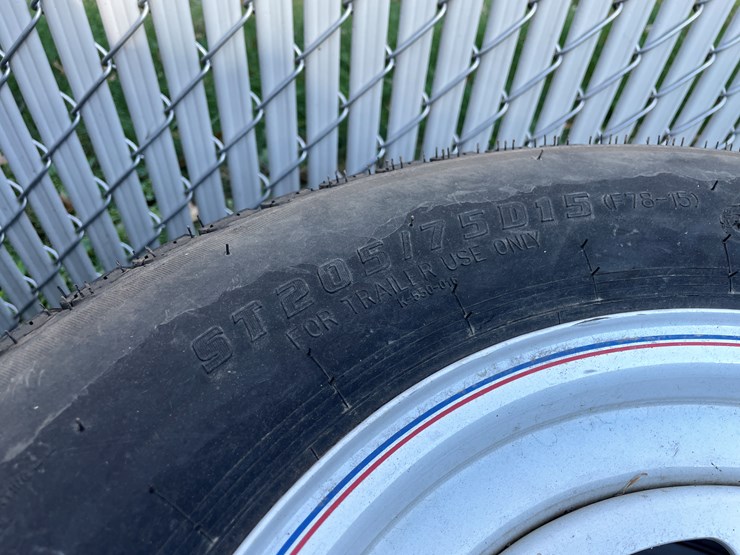 ST205/75D15 (F78-15)
FOR TRAILER USE ONLY